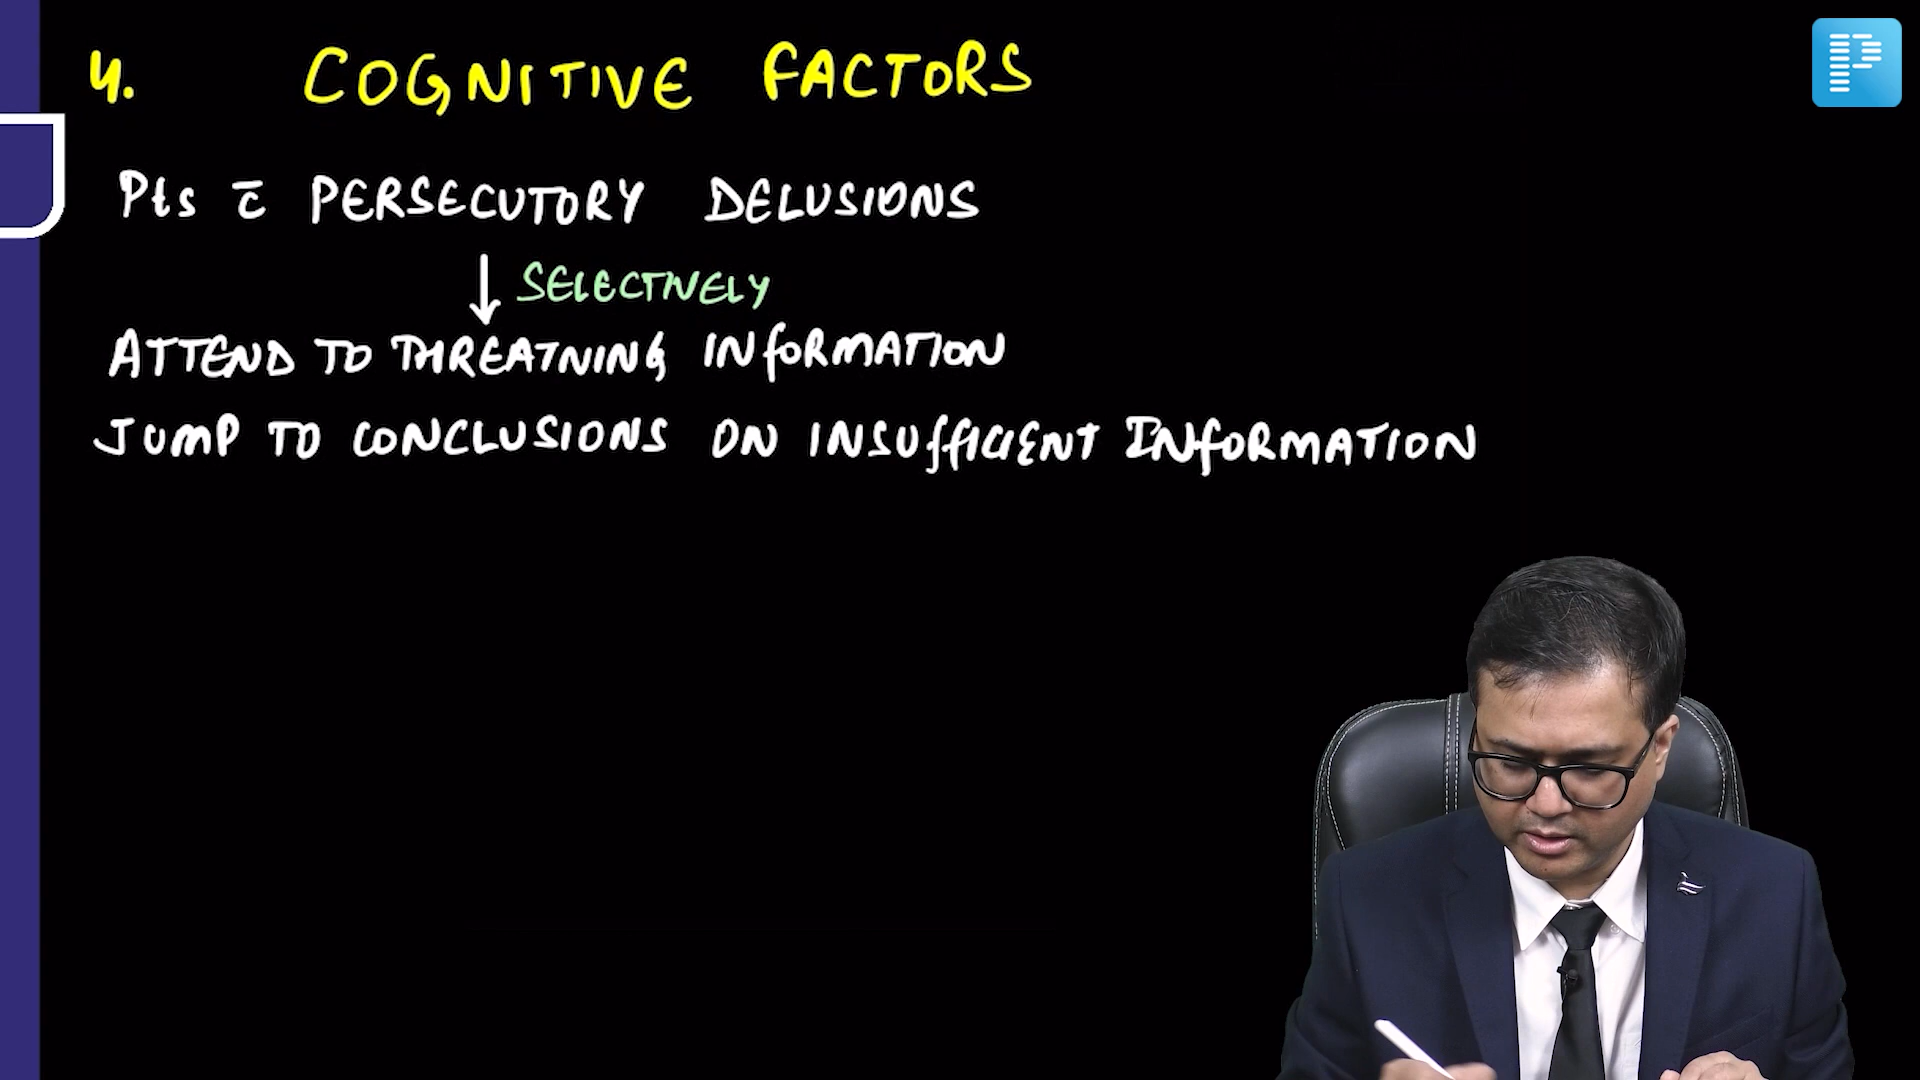 4. COGNITIVE FACTORS
Pts c̄ PERSECUTORY DELUSIONS
↓ SELECTIVELY
ATTEND TO THREATNING INFORMATION
JUMP TO CONCLUSIONS ON INSUFFICIENT INFORMATION